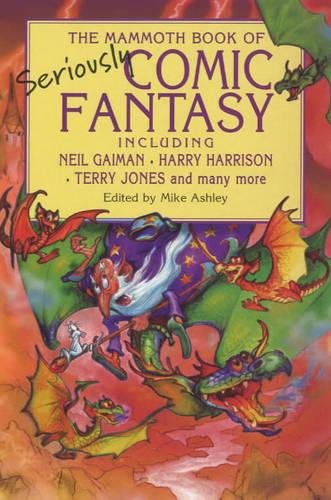 THE MAMMOTH BOOK OF
Seriously
COMIC
FANTASY
INCLUDING
NEIL GAIMAN • HARRY HARRISON
• TERRY JONES and many more
Edited by Mike Ashley